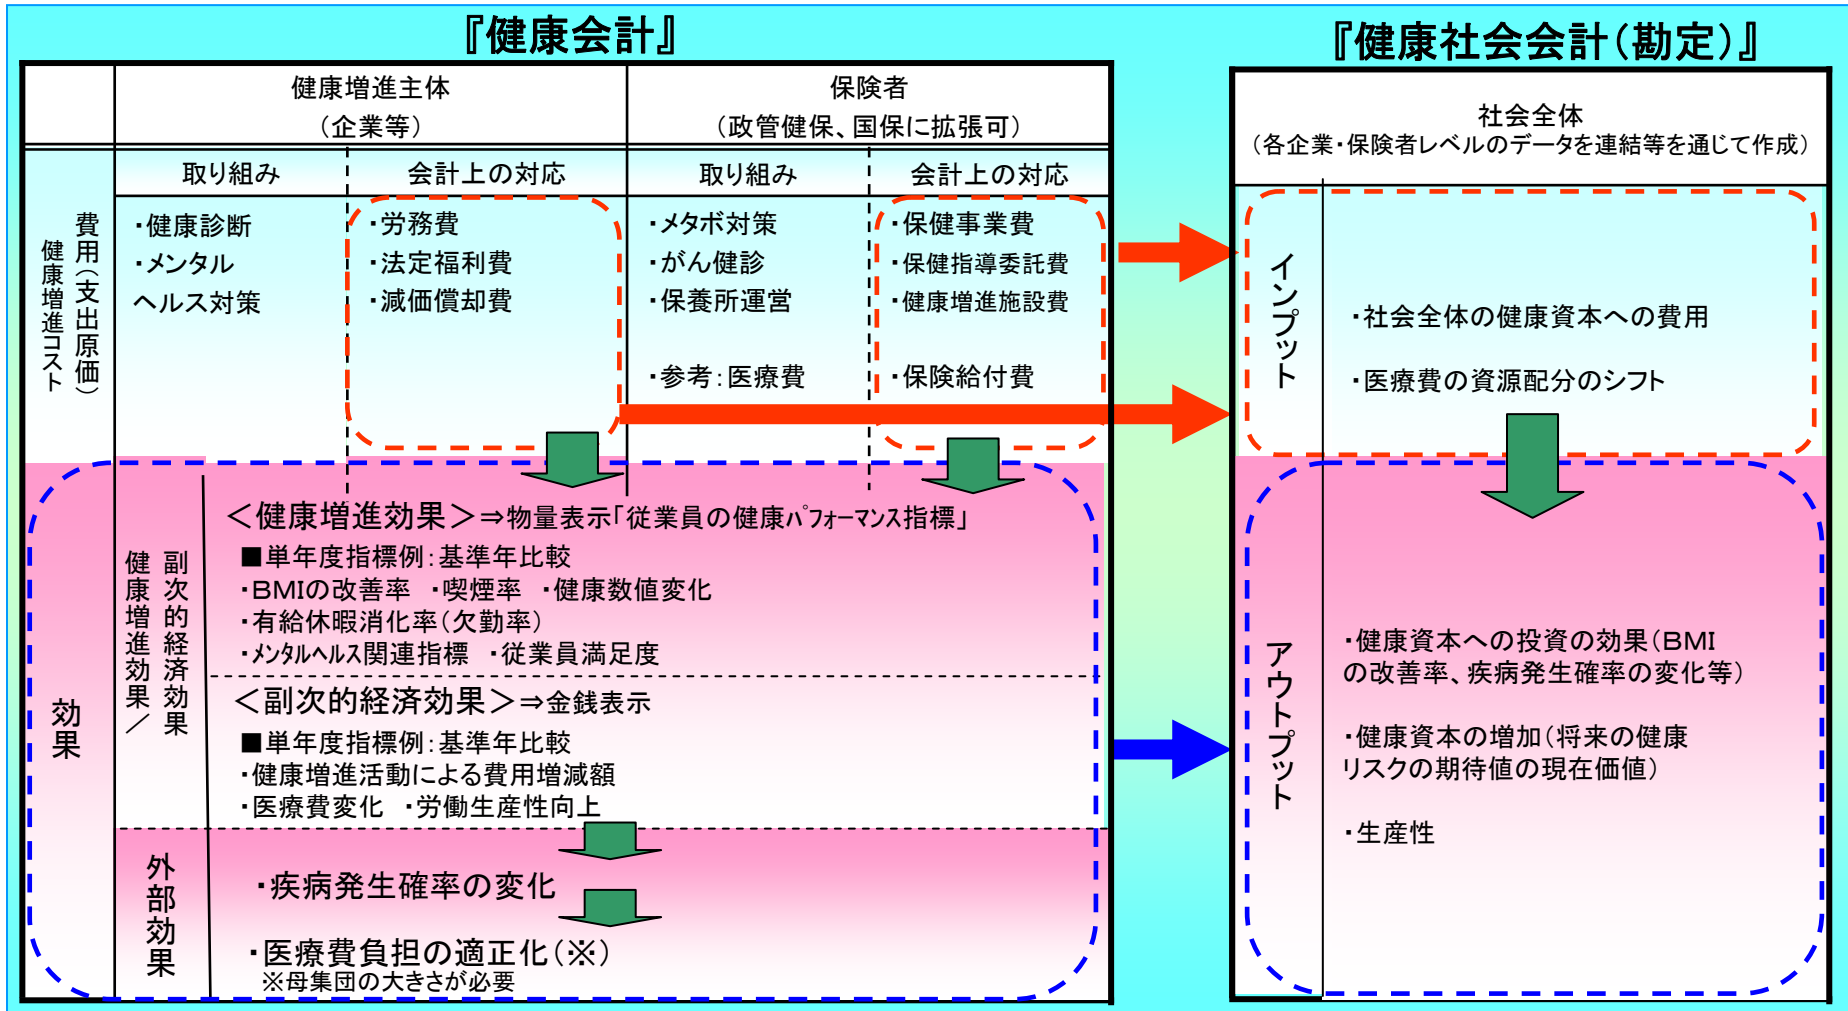 『健康会計』
『健康社会会計(勘定)』
健康増進主体
(企業等)
保険者
(政管健保、国保に拡張可)
社会全体
(各企業・保険者レベルのデータを連結等を通じて作成)
取り組み
会計上の対応
取り組み
会計上の対応
費用(支出原価)
健康増進コスト
・健康診断
・メンタル
ヘルス対策
・労務費
・法定福利費
・減価償却費
・メタボ対策
・がん健診
・保養所運営
・参考:医療費
・保健事業費
・保健指導委託費
・健康増進施設費
・保険給付費
インプット
・社会全体の健康資本への費用
・医療費の資源配分のシフト
効果
健康増進効果/
副次的経済効果
<健康増進効果>⇒物量表示「従業員の健康パフォーマンス指標」
■単年度指標例:基準年比較
・BMIの改善率 ・喫煙率 ・健康数値変化
・有給休暇消化率(欠勤率)
・メンタルヘルス関連指標 ・従業員満足度
<副次的経済効果>⇒金銭表示
■単年度指標例:基準年比較
・健康増進活動による費用増減額
・医療費変化 ・労働生産性向上
外部効果
・疾病発生確率の変化
・医療費負担の適正化(※)
※母集団の大きさが必要
アウトプット
・健康資本への投資の効果(BMI
の改善率、疾病発生確率の変化等)
・健康資本の増加(将来の健康
リスクの期待値の現在価値)
・生産性